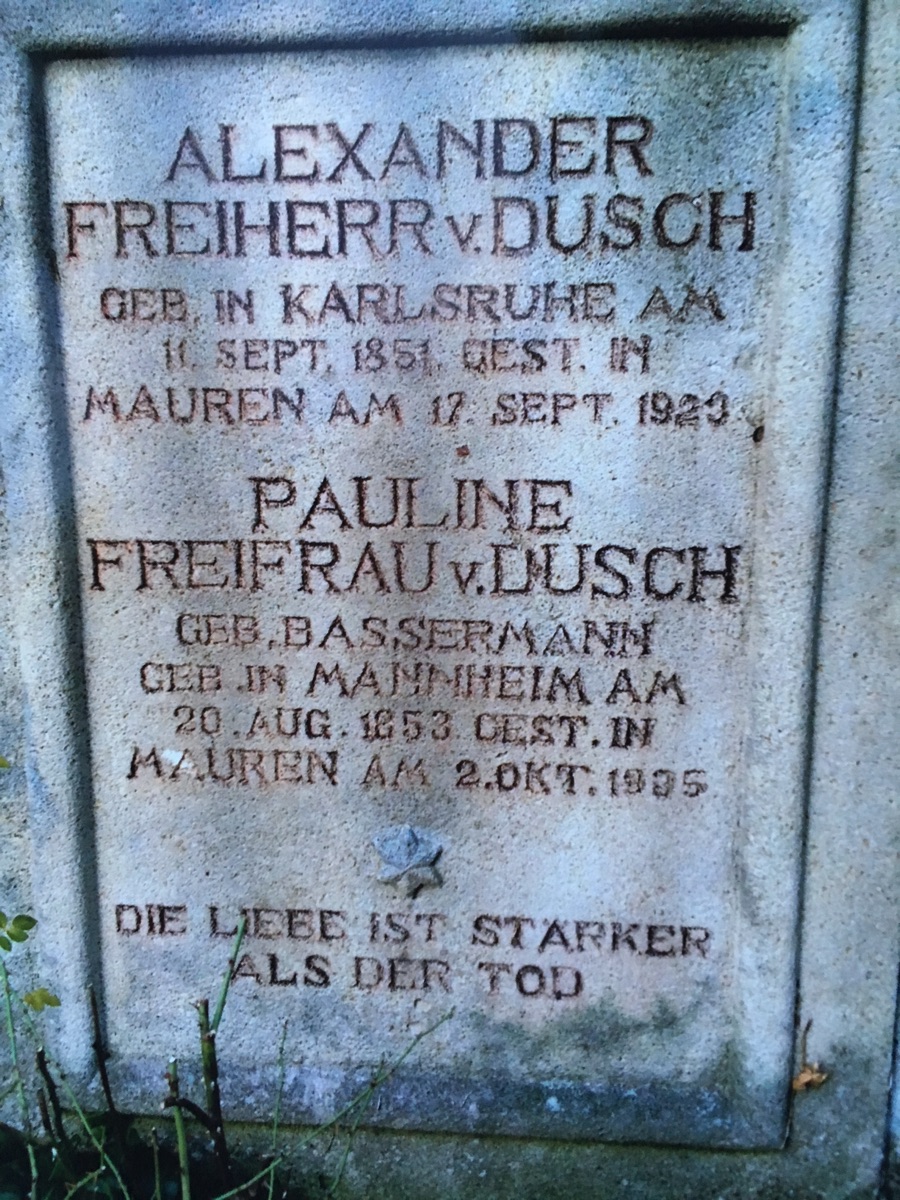 ALEXANDER
FREIHERR v. DUSCH
GEB. IN KARLSRUHE AM
11. SEPT. 1851. GEST. IN
MAUREN AM 17. SEPT. 1923
PAULINE
FREIFRAU v. DUSCH
GEB. BASSERMANN
GEB. IN MANNHEIM AM
20. AUG. 1853 GEST. IN
MAUREN AM 2. OKT. 1935
DIE LIEBE IST STARKER
ALS DER TOD